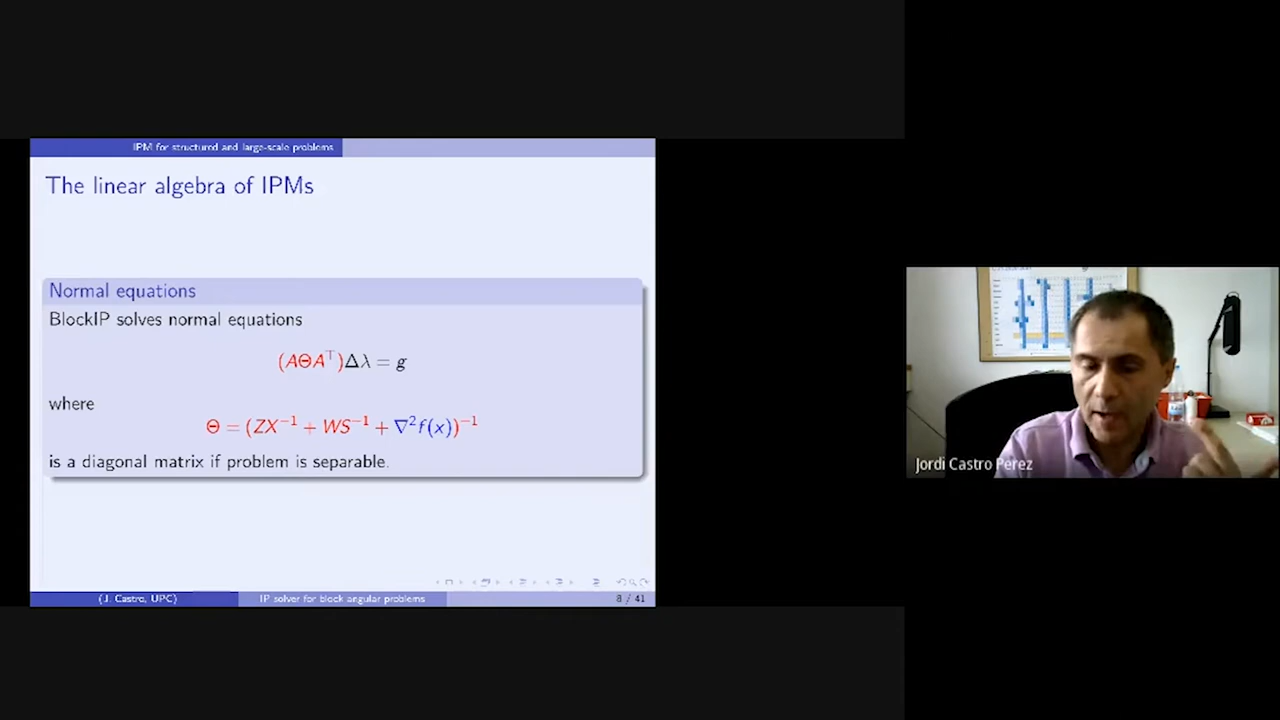 IPM for structured and large-scale problems
The linear algebra of IPMs
Normal equations
BlockIP solves normal equations
(AΘA⊤)Δλ = g
where
Θ = (ZX⁻¹ + WS⁻¹ + ∇²f(x))⁻¹
is a diagonal matrix if problem is separable.
(J. Castro, UPC)
IP solver for block angular problems
8 / 41
Jordi Castro Perez